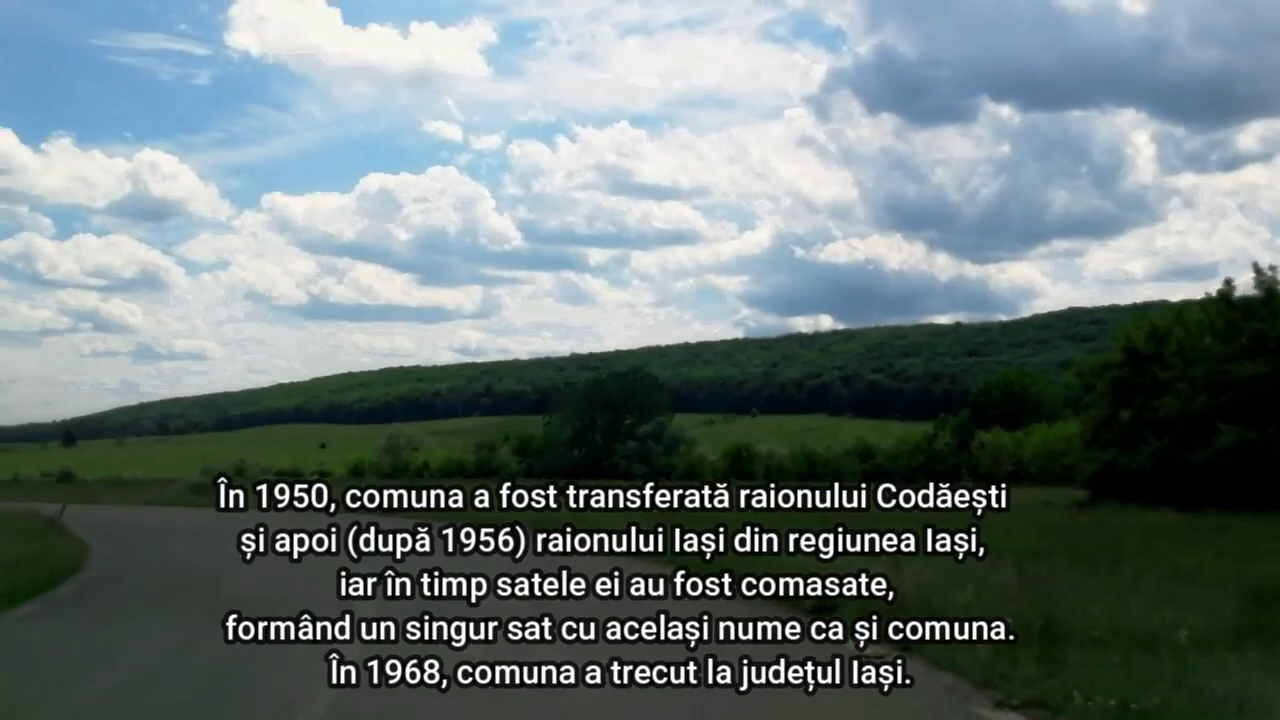 În 1950, comuna a fost transferată raionului Codăești
și apoi (după 1956) raionului Iași din regiunea Iași,
iar în timp satele ei au fost comasate,
formând un singur sat cu același nume ca și comuna.
În 1968, comuna a trecut la județul Iași.